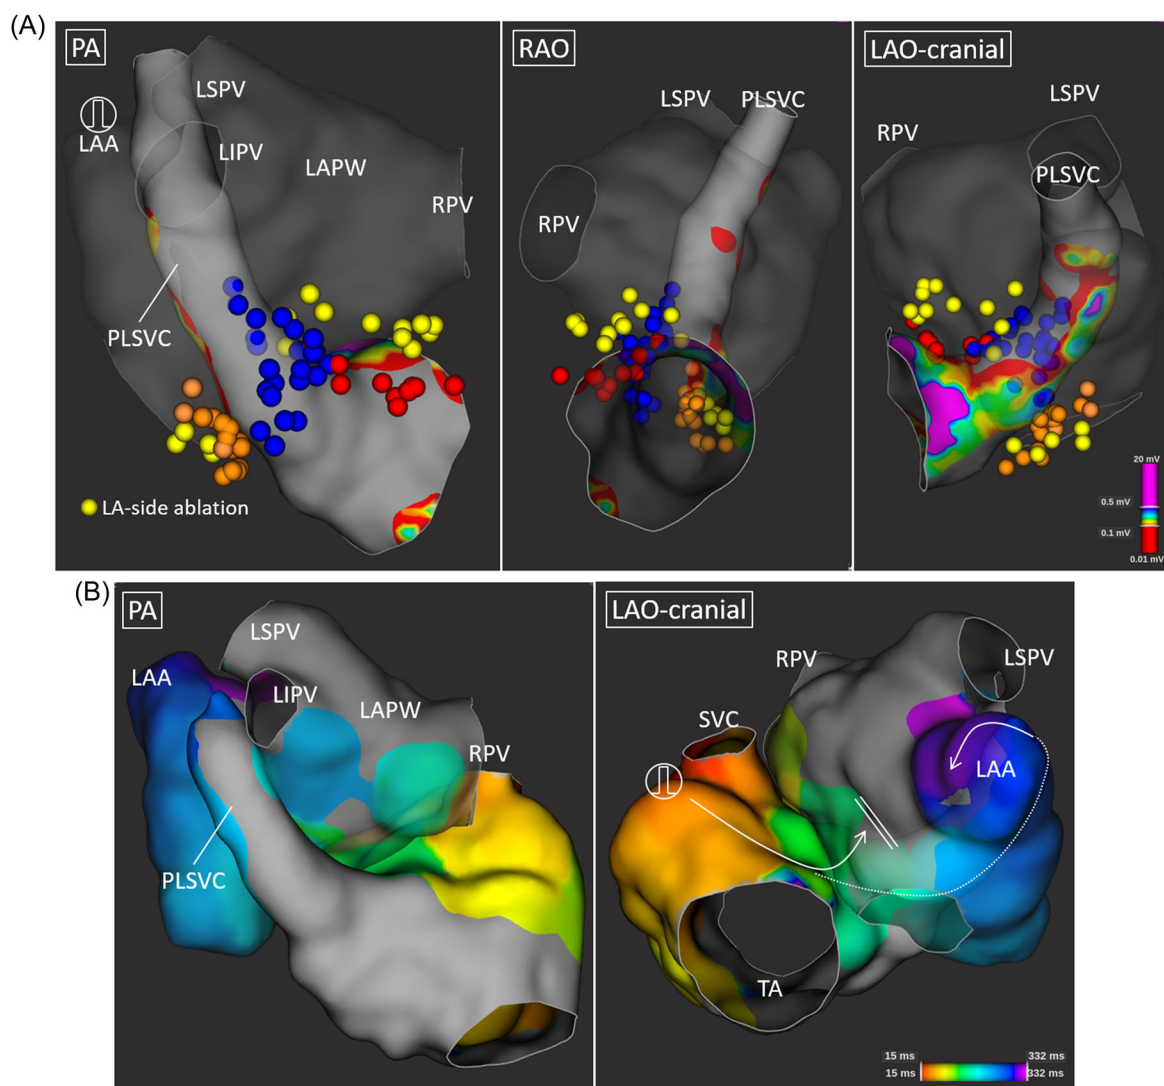 (A)
PA
RAO
LAO-cranial
LSPV
LAA
LIPV
LAPW
RPV
PLSVC
LA-side ablation
LSPV
PLSVC
RPV
LSPV
RPV
PLSVC
20 mV
0.5 mV
0.1 mV
0.01 mV
(B)
PA
LAO-cranial
LSPV
LAA
LIPV
LAPW
RPV
PLSVC
RPV
LSPV
SVC
LAA
TA
15 ms 332 ms
15 ms 332 ms